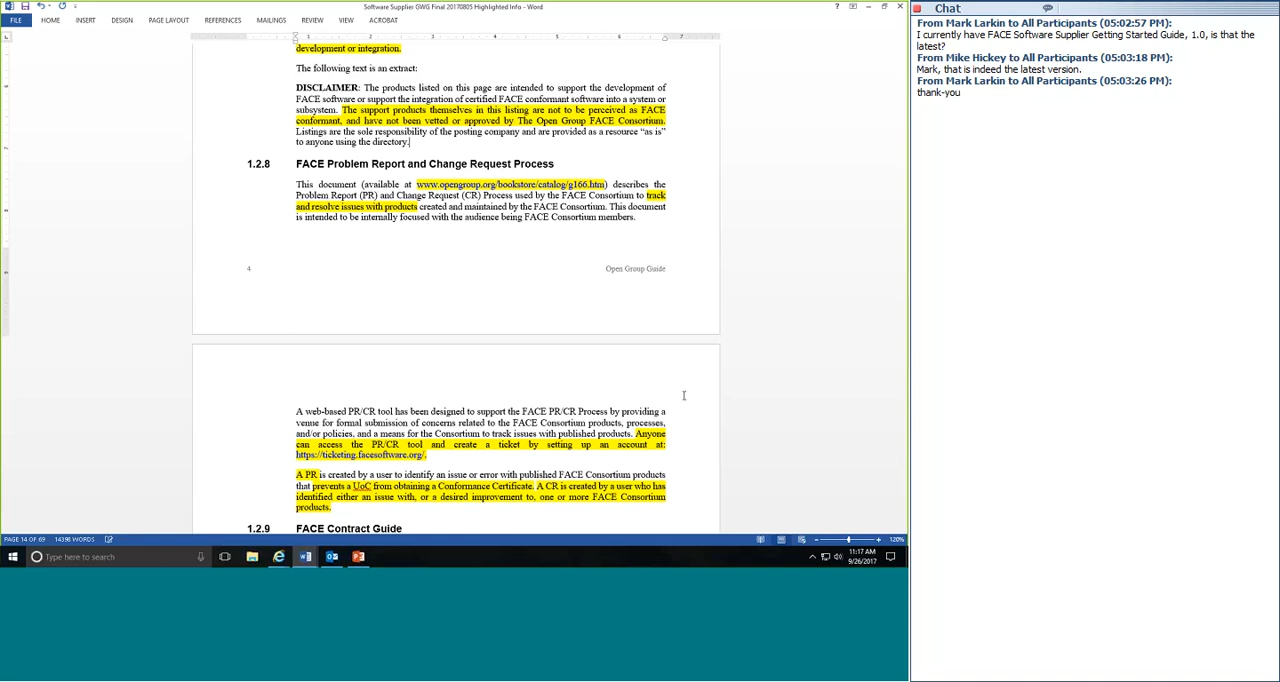 Software Supplier GWG Final 20170805 Highlighted Info - Word
FILE HOME INSERT DESIGN PAGE LAYOUT REFERENCES MAILINGS REVIEW VIEW ACROBAT
development or integration.
The following text is an extract:
DISCLAIMER: The products listed on this page are intended to support the development of
FACE software or support the integration of certified FACE conformant software into a system or
subsystem. The support products themselves in this listing are not to be perceived as FACE
conformant, and have not been vetted or approved by The Open Group FACE Consortium.
Listings are the sole responsibility of the posting company and are provided as a resource “as is”
to anyone using the directory.
1.2.8 FACE Problem Report and Change Request Process
This document (available at www.opengroup.org/bookstore/catalog/g166.htm) describes the
Problem Report (PR) and Change Request (CR) Process used by the FACE Consortium to track
and resolve issues with products created and maintained by the FACE Consortium. This document
is intended to be internally focused with the audience being FACE Consortium members.
4 Open Group Guide
A web-based PR/CR tool has been designed to support the FACE PR/CR Process by providing a
venue for formal submission of concerns related to the FACE Consortium products, processes,
and/or policies, and a means for the Consortium to track issues with published products. Anyone
can access the PR/CR tool and create a ticket by setting up an account at:
https://ticketing.facesoftware.org/.
A PR is created by a user to identify an issue or error with published FACE Consortium products
that prevents a UoC from obtaining a Conformance Certificate. A CR is created by a user who has
identified either an issue with, or a desired improvement to, one or more FACE Consortium
products.
1.2.9 FACE Contract Guide
PAGE 14 OF 69 14398 WORDS 120%
Type here to search
11:17 AM
9/26/2017
Chat
From Mark Larkin to All Participants (05:02:57 PM):
I currently have FACE Software Supplier Getting Started Guide, 1.0, is that the
latest?
From Mike Hickey to All Participants (05:03:18 PM):
Mark, that is indeed the latest version.
From Mark Larkin to All Participants (05:03:26 PM):
thank-you